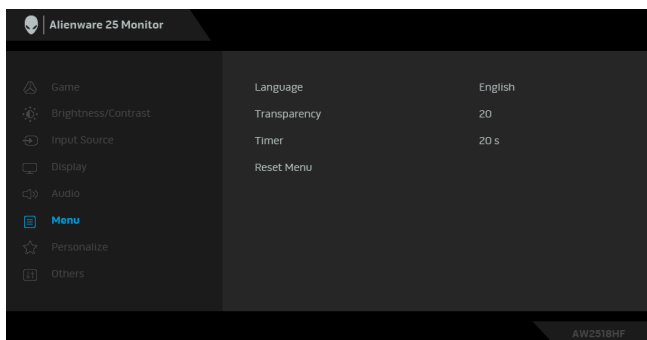 Alienware 25 Monitor
Game
Brightness/Contrast
Input Source
Display
Audio
Menu
Personalize
Others
Language English
Transparency 20
Timer 20 s
Reset Menu
AW2518HF